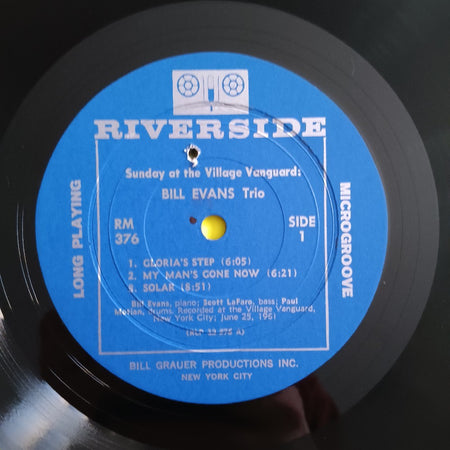 RIVERSIDE
Sunday at the Village Vanguard:
BILL EVANS Trio
RM
376
SIDE
1
LONG PLAYING
MICROGROOVE
1. GLORIA'S STEP (6:05)
2. MY MAN'S GONE NOW (6:21)
3. SOLAR (8:51)
Bill Evans, piano; Scott LaFaro, bass; Paul
Motian, drums. Recorded at the Village Vanguard,
New York City; June 25, 1961
BILL GRAUER PRODUCTIONS INC.
NEW YORK CITY